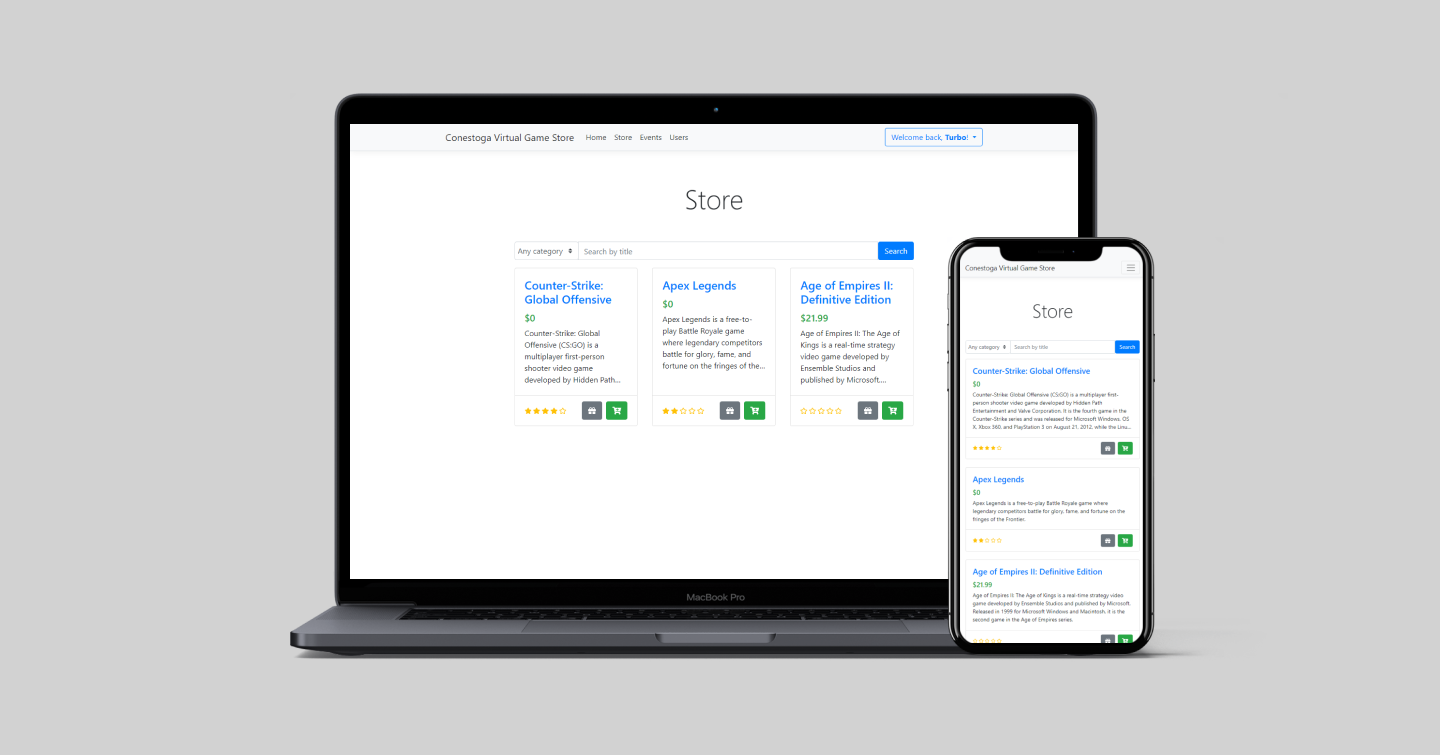 Conestoga Virtual Game Store Home Store Events Users Welcome back, Turbo!
Store
Any category Search by title Search
Counter-Strike:
Global Offensive
$0
Counter-Strike: Global
Offensive (CS:GO) is a
multiplayer first-person
shooter video game
developed by Hidden Path...
Apex Legends
$0
Apex Legends is a free-to-
play Battle Royale game
where legendary competitors
battle for glory, fame, and
fortune on the fringes of the...
Age of Empires II:
Definitive Edition
$21.99
Age of Empires II: The Age of
Kings is a real-time strategy
video game developed by
Ensemble Studios and
published by Microsoft....
MacBook Pro
Conestoga Virtual Game Store
Store
Any category Search by title Search
Counter-Strike: Global Offensive
$0
Counter-Strike: Global Offensive (CS:GO) is a multiplayer first-
person shooter video game developed by Hidden Path
Entertainment and Valve Corporation. It is the fourth game in the
Counter-Strike series and was released for Microsoft Windows, OS
X, Xbox 360, and PlayStation 3 on August 21, 2012, while the Linu...
Apex Legends
$0
Apex Legends is a free-to-play Battle Royale game where
legendary competitors battle for glory, fame, and fortune on the
fringes of the Frontier.
Age of Empires II: Definitive Edition
$21.99
Age of Empires II: The Age of Kings is a real-time strategy video
game developed by Ensemble Studios and published by Microsoft.
Released in 1999 for Microsoft Windows and Macintosh, it is the
second game in the Age of Empires series.